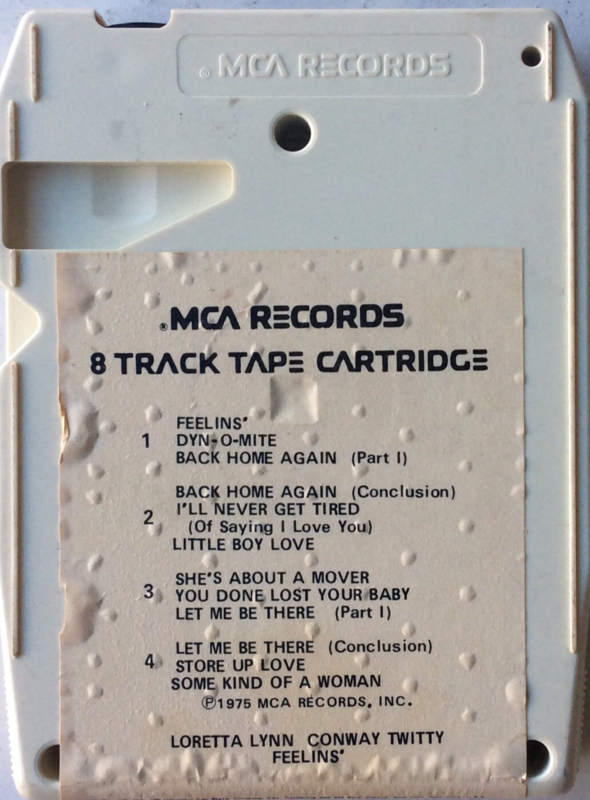 ® MCA RECORDS
®MCA RECORDS
8 TRACK TAPE CARTRIDGE
FEELINS'
1 DYN-O-MITE
BACK HOME AGAIN (Part I)
BACK HOME AGAIN (Conclusion)
2 I'LL NEVER GET TIRED
(Of Saying I Love You)
LITTLE BOY LOVE
SHE'S ABOUT A MOVER
3 YOU DONE LOST YOUR BABY
LET ME BE THERE (Part I)
LET ME BE THERE (Conclusion)
4 STORE UP LOVE
SOME KIND OF A WOMAN
Ⓟ1975 MCA RECORDS, INC.
LORETTA LYNN CONWAY TWITTY
FEELINS'